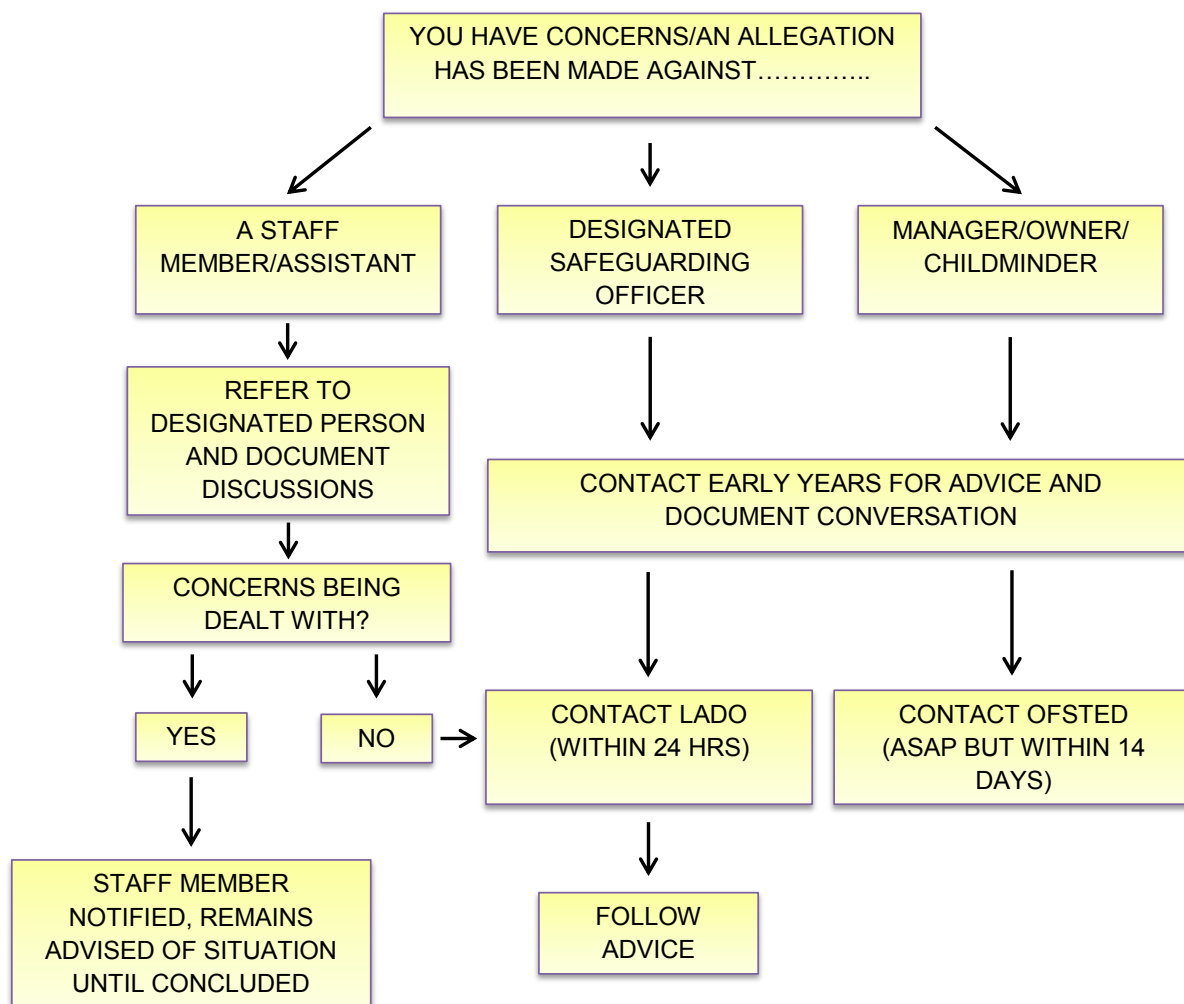 YOU HAVE CONCERNS/AN ALLEGATION
HAS BEEN MADE AGAINST…………..
A STAFF
MEMBER/ASSISTANT
DESIGNATED
SAFEGUARDING
OFFICER
MANAGER/OWNER/
CHILDMINDER
REFER TO
DESIGNATED PERSON
AND DOCUMENT
DISCUSSIONS
CONTACT EARLY YEARS FOR ADVICE AND
DOCUMENT CONVERSATION
CONCERNS BEING
DEALT WITH?
YES
NO
CONTACT LADO
(WITHIN 24 HRS)
CONTACT OFSTED
(ASAP BUT WITHIN 14
DAYS)
STAFF MEMBER
NOTIFIED, REMAINS
ADVISED OF SITUATION
UNTIL CONCLUDED
FOLLOW
ADVICE